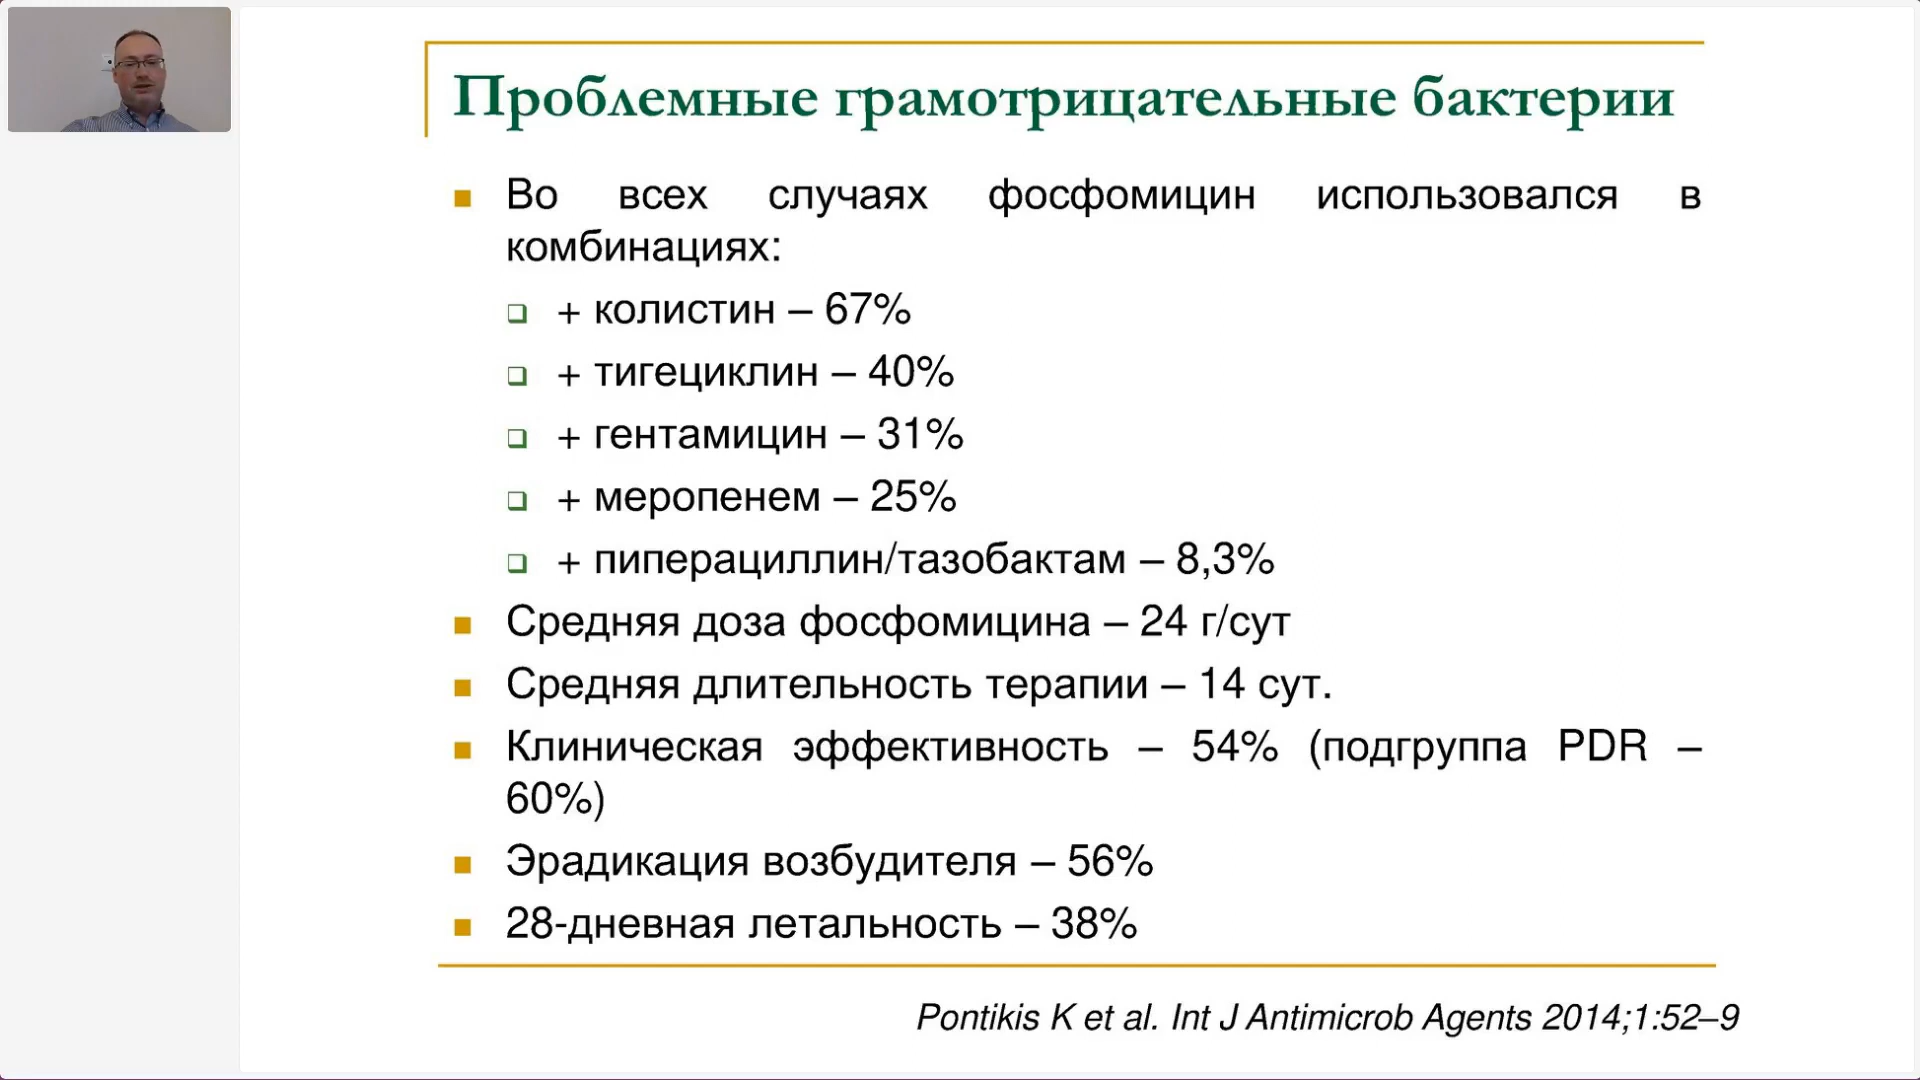 Проблемные грамотрицательные бактерии
Во всех случаях фосфомицин использовался в
комбинациях:
+ колистин – 67%
+ тигециклин – 40%
+ гентамицин – 31%
+ меропенем – 25%
+ пиперациллин/тазобактам – 8,3%
Средняя доза фосфомицина – 24 г/сут
Средняя длительность терапии – 14 сут.
Клиническая эффективность – 54% (подгруппа PDR –
60%)
Эрадикация возбудителя – 56%
28-дневная летальность – 38%
Pontikis K et al. Int J Antimicrob Agents 2014;1:52–9